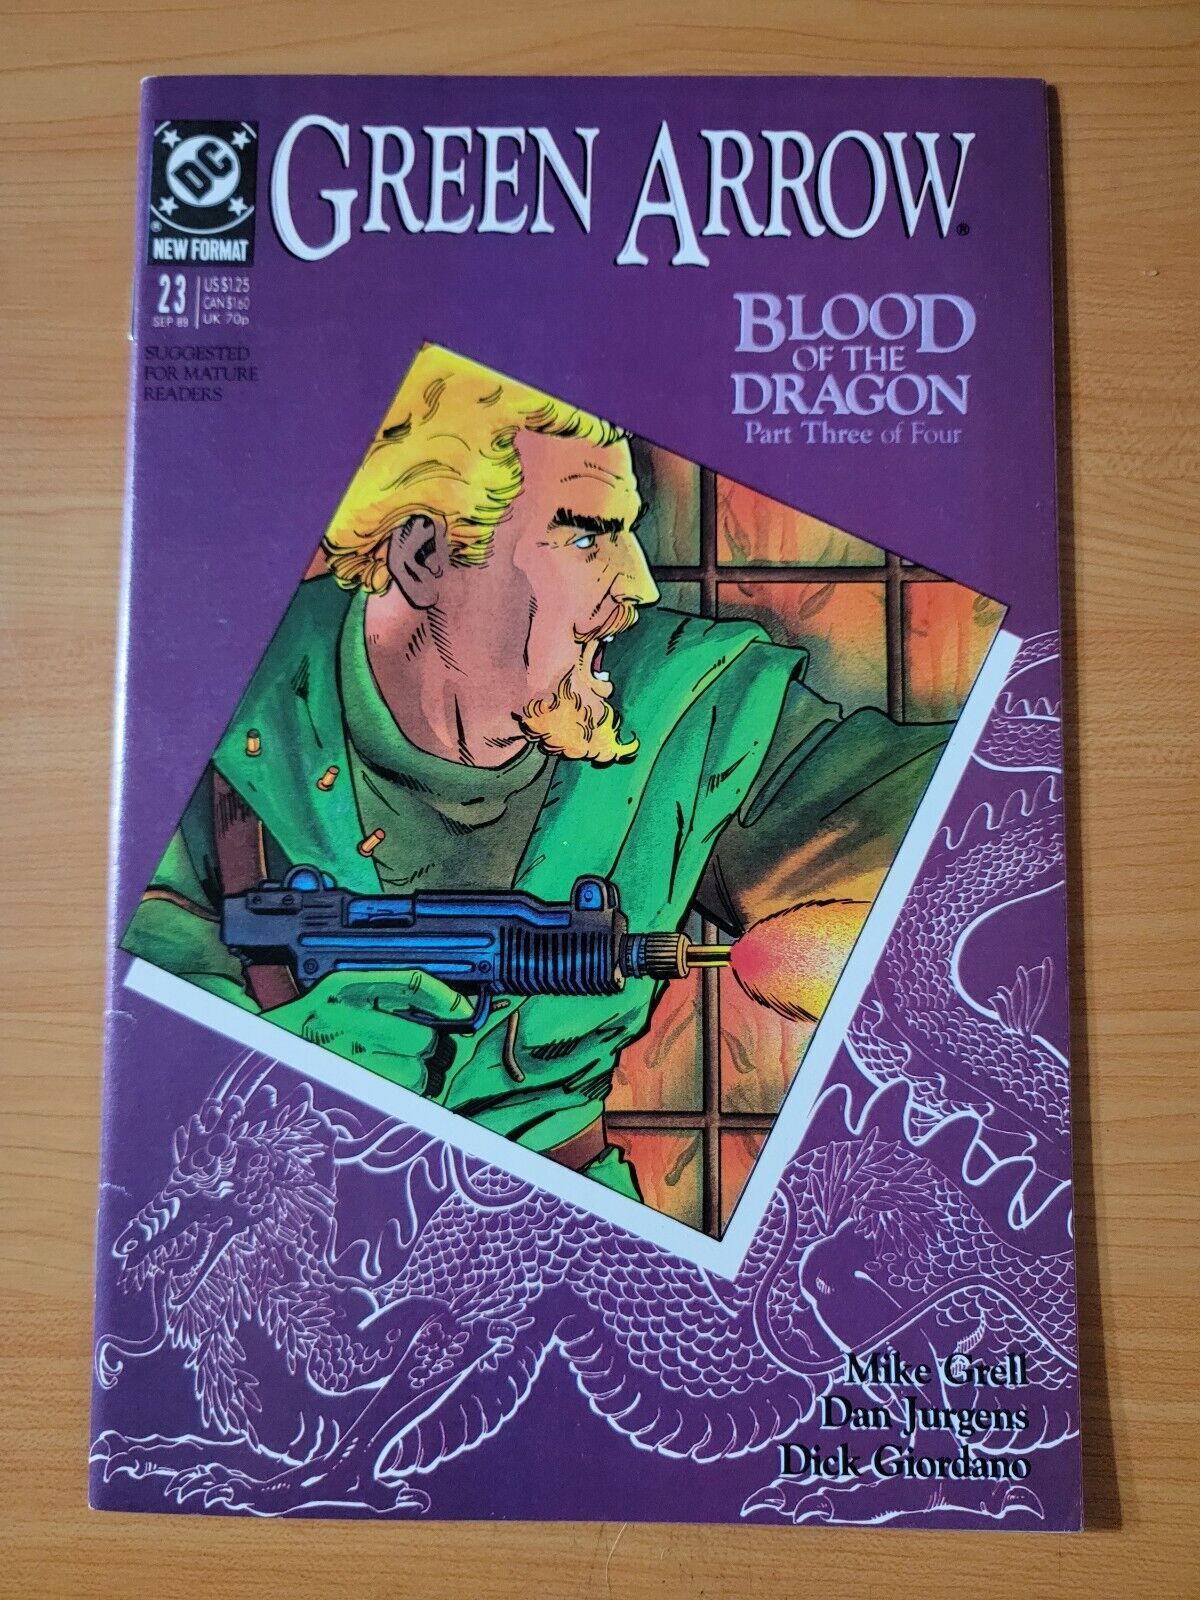 GREEN ARROW®
DC
®
NEW FORMAT
23
SEP 89
US $1.25
CAN $1.60
UK 70p
SUGGESTED
FOR MATURE
READERS
BLOOD
OF THE
DRAGON
Part Three of Four
Mike Grell
Dan Jurgens
Dick Giordano